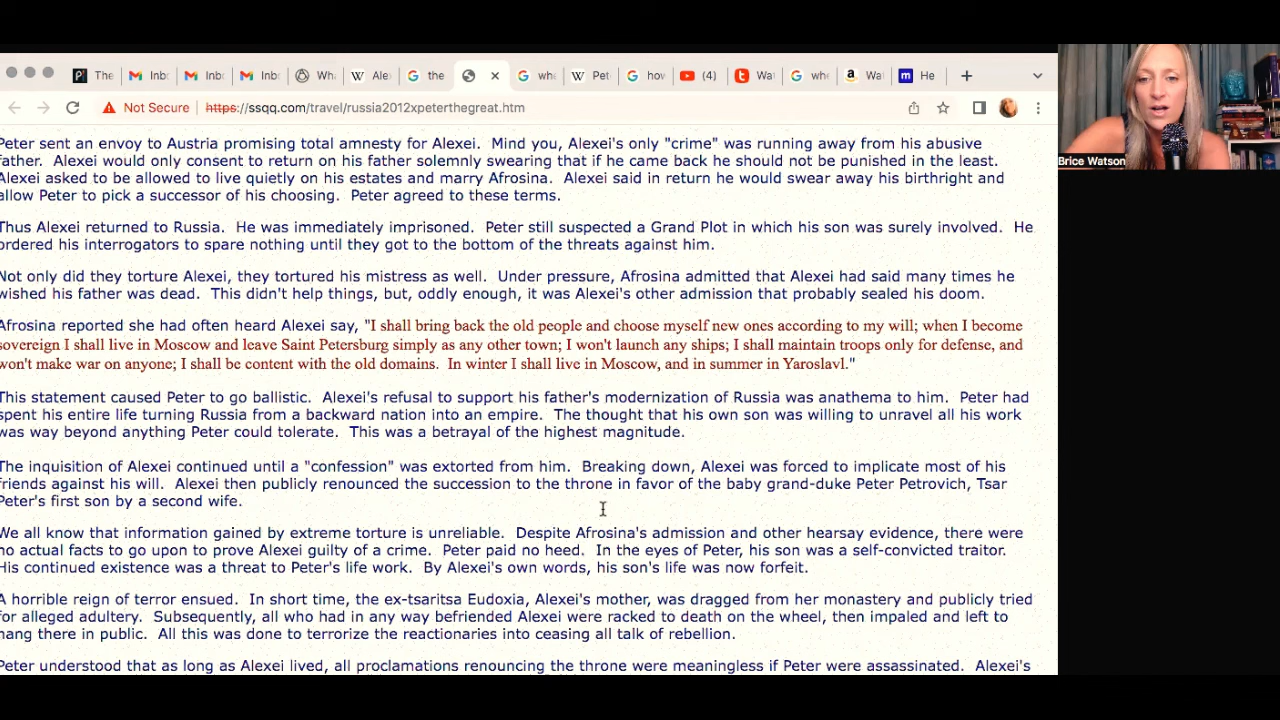 The
Inbo
Inbo
Inbo
Wh
Ale
the
whe
Pet
how
(4)
Wa
whe
Wa
He
Not Secure
https://ssqq.com/travel/russia2012xpeterthegreat.htm
Brice Watson
Peter sent an envoy to Austria promising total amnesty for Alexei. Mind you, Alexei's only "crime" was running away from his abusive
father. Alexei would only consent to return on his father solemnly swearing that if he came back he should not be punished in the least.
Alexei asked to be allowed to live quietly on his estates and marry Afrosina. Alexei said in return he would swear away his birthright and
allow Peter to pick a successor of his choosing. Peter agreed to these terms.
Thus Alexei returned to Russia. He was immediately imprisoned. Peter still suspected a Grand Plot in which his son was surely involved. He
ordered his interrogators to spare nothing until they got to the bottom of the threats against him.
Not only did they torture Alexei, they tortured his mistress as well. Under pressure, Afrosina admitted that Alexei had said many times he
wished his father was dead. This didn't help things, but, oddly enough, it was Alexei's other admission that probably sealed his doom.
Afrosina reported she had often heard Alexei say, "I shall bring back the old people and choose myself new ones according to my will; when I become
sovereign I shall live in Moscow and leave Saint Petersburg simply as any other town; I won't launch any ships; I shall maintain troops only for defense, and
won't make war on anyone; I shall be content with the old domains. In winter I shall live in Moscow, and in summer in Yaroslavl."
This statement caused Peter to go ballistic. Alexei's refusal to support his father's modernization of Russia was anathema to him. Peter had
spent his entire life turning Russia from a backward nation into an empire. The thought that his own son was willing to unravel all his work
was way beyond anything Peter could tolerate. This was a betrayal of the highest magnitude.
The inquisition of Alexei continued until a "confession" was extorted from him. Breaking down, Alexei was forced to implicate most of his
friends against his will. Alexei then publicly renounced the succession to the throne in favor of the baby grand-duke Peter Petrovich, Tsar
Peter's first son by a second wife.
We all know that information gained by extreme torture is unreliable. Despite Afrosina's admission and other hearsay evidence, there were
no actual facts to go upon to prove Alexei guilty of a crime. Peter paid no heed. In the eyes of Peter, his son was a self-convicted traitor.
His continued existence was a threat to Peter's life work. By Alexei's own words, his son's life was now forfeit.
A horrible reign of terror ensued. In short time, the ex-tsaritsa Eudoxia, Alexei's mother, was dragged from her monastery and publicly tried
for alleged adultery. Subsequently, all who had in any way befriended Alexei were racked to death on the wheel, then impaled and left to
hang there in public. All this was done to terrorize the reactionaries into ceasing all talk of rebellion.
Peter understood that as long as Alexei lived, all proclamations renouncing the throne were meaningless if Peter were assassinated. Alexei's